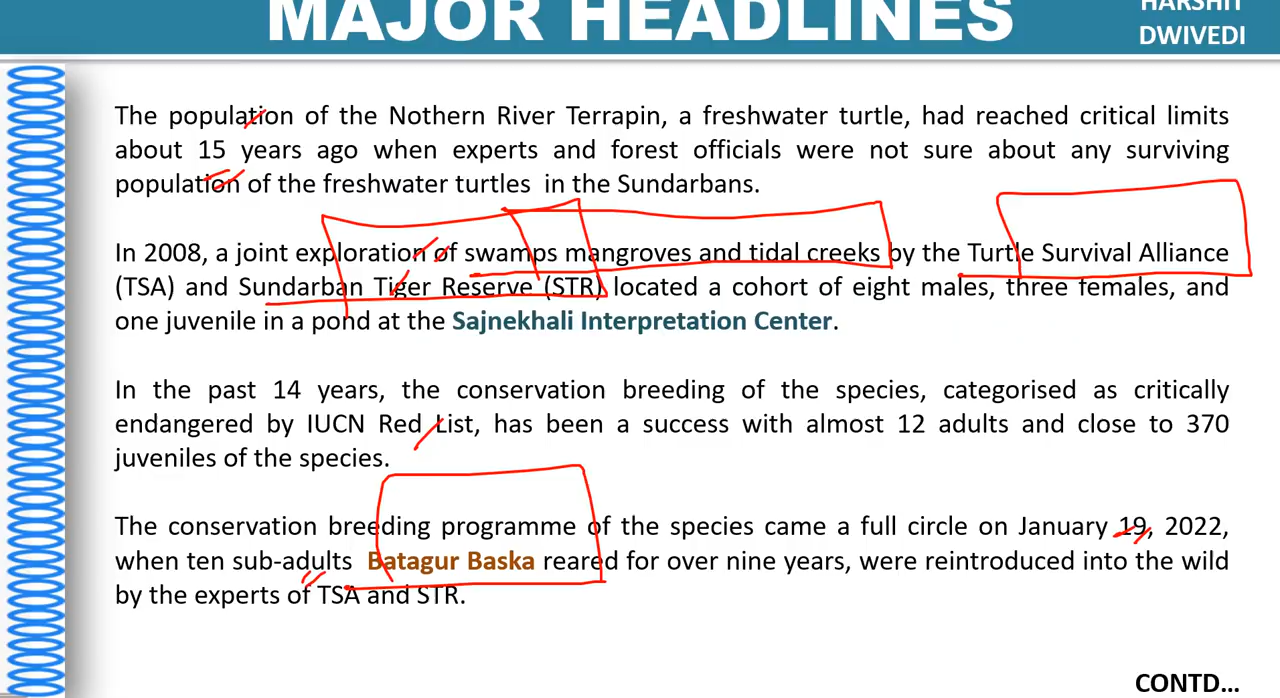 MAJOR HEADLINES
HARSHIT
DWIVEDI
The population of the Nothern River Terrapin, a freshwater turtle, had reached critical limits
about 15 years ago when experts and forest officials were not sure about any surviving
population of the freshwater turtles in the Sundarbans.
In 2008, a joint exploration of swamps mangroves and tidal creeks by the Turtle Survival Alliance
(TSA) and Sundarban Tiger Reserve (STR) located a cohort of eight males, three females, and
one juvenile in a pond at the Sajnekhali Interpretation Center.
In the past 14 years, the conservation breeding of the species, categorised as critically
endangered by IUCN Red List, has been a success with almost 12 adults and close to 370
juveniles of the species.
The conservation breeding programme of the species came a full circle on January 19, 2022,
when ten sub-adults Batagur Baska reared for over nine years, were reintroduced into the wild
by the experts of TSA and STR.
CONTD...